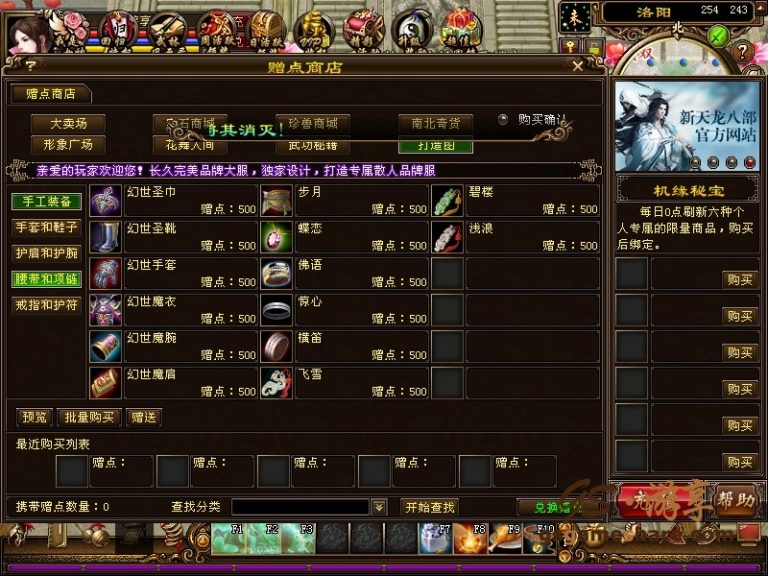 洛阳 254 243
北
赠点商店
赠点商店
大卖场
珍兽商城
南北奇货
购买确认
将其消灭!
形象广场
花舞人间
武功秘籍
打造图
亲爱的玩家欢迎您! 长久完美品牌大服,独家设计,打造专属散人品牌服
手工装备
手套和鞋子
护肩和护腕
腰带和项链
戒指和护符
幻世圣巾 赠点:500
步月 赠点:500
碧楼 赠点:500
幻世圣靴 赠点:500
蝶恋 赠点:500
浅浪 赠点:500
幻世手套 赠点:500
佛语 赠点:500
幻世魔衣 赠点:500
惊心 赠点:500
幻世魔腕 赠点:500
横笛 赠点:500
幻世魔肩 赠点:500
飞雪 赠点:500
预览 批量购买 赠送
最近购买列表
赠点: 赠点: 赠点: 赠点: 赠点:
携带赠点数量:0 查找分类 开始查找
新天龙八部
官方网站
机缘秘宝
每日0点刷新六种个
人专属的限量商品,购买
后绑定。
购买
购买
购买
购买
购买
购买
帮助
F1 F2 F3 F7 F8 F9 F10